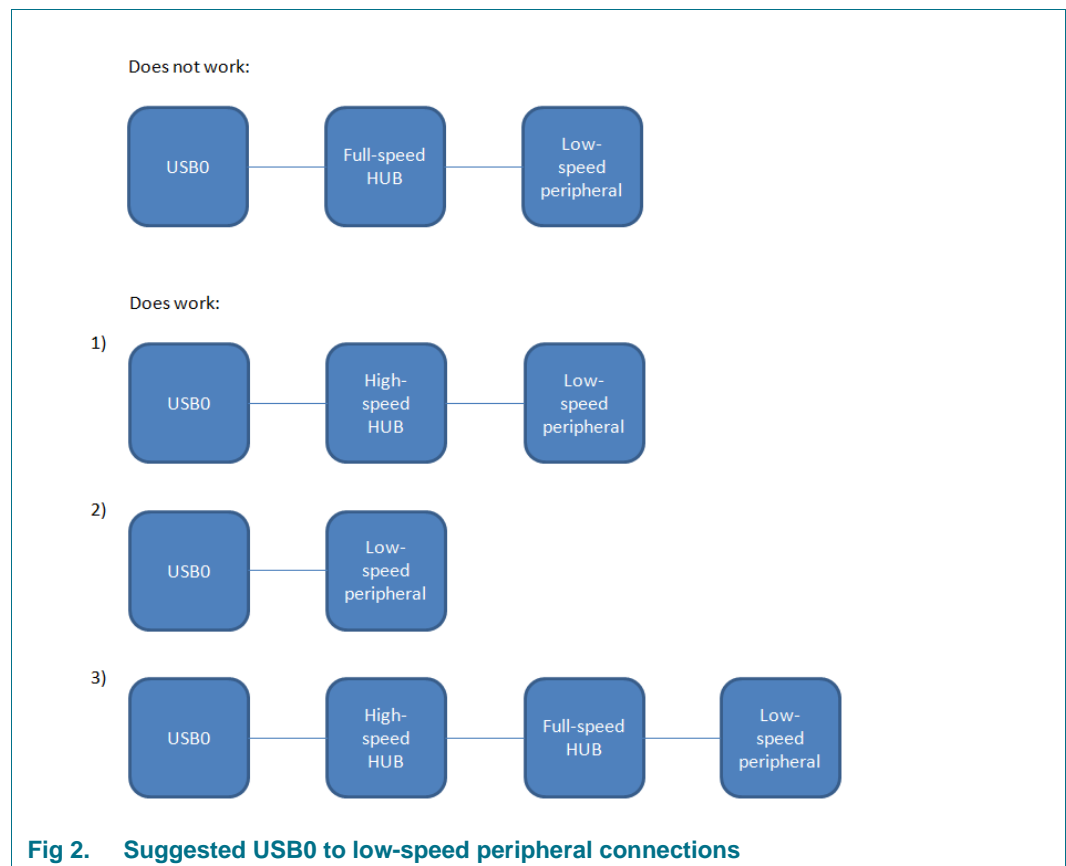 Does not work:
USB0
Full-speed
HUB
Low-
speed
peripheral
Does work:
1)
USB0
High-
speed
HUB
Low-
speed
peripheral
2)
USB0
Low-
speed
peripheral
3)
USB0
High-
speed
HUB
Full-speed
HUB
Low-
speed
peripheral
Fig 2. Suggested USB0 to low-speed peripheral connections